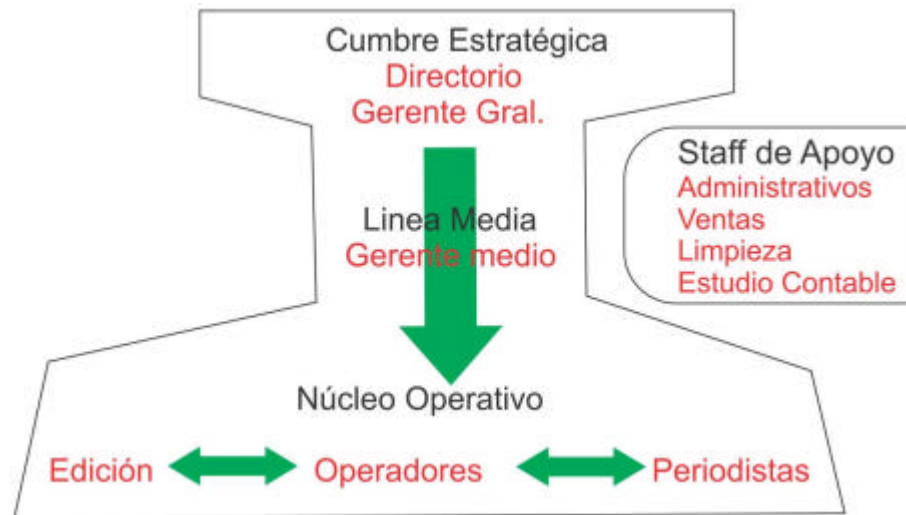 Cumbre Estratégica
Directorio
Gerente Gral.
Staff de Apoyo
Administrativos
Ventas
Limpieza
Estudio Contable
Linea Media
Gerente medio
Núcleo Operativo
Edición
Operadores
Periodistas